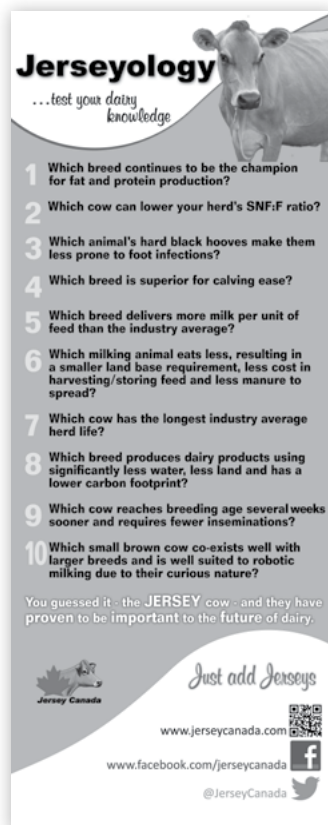 Jerseyology
...test your dairy
knowledge
1 Which breed continues to be the champion
for fat and protein production?
2 Which cow can lower your herd's SNF:F ratio?
3 Which animal's hard black hooves make them
less prone to foot infections?
4 Which breed is superior for calving ease?
5 Which breed delivers more milk per unit of
feed than the industry average?
6 Which milking animal eats less, resulting in
a smaller land base requirement, less cost in
harvesting/storing feed and less manure to
spread?
7 Which cow has the longest industry average
herd life?
8 Which breed produces dairy products using
significantly less water, less land and has a
lower carbon footprint?
9 Which cow reaches breeding age several weeks
sooner and requires fewer inseminations?
10 Which small brown cow co-exists well with
larger breeds and is well suited to robotic
milking due to their curious nature?
You guessed it - the JERSEY cow - and they have
proven to be important to the future of dairy.
Just add Jerseys
Jersey Canada
www.jerseycanada.com
www.facebook.com/jerseycanada
@JerseyCanada